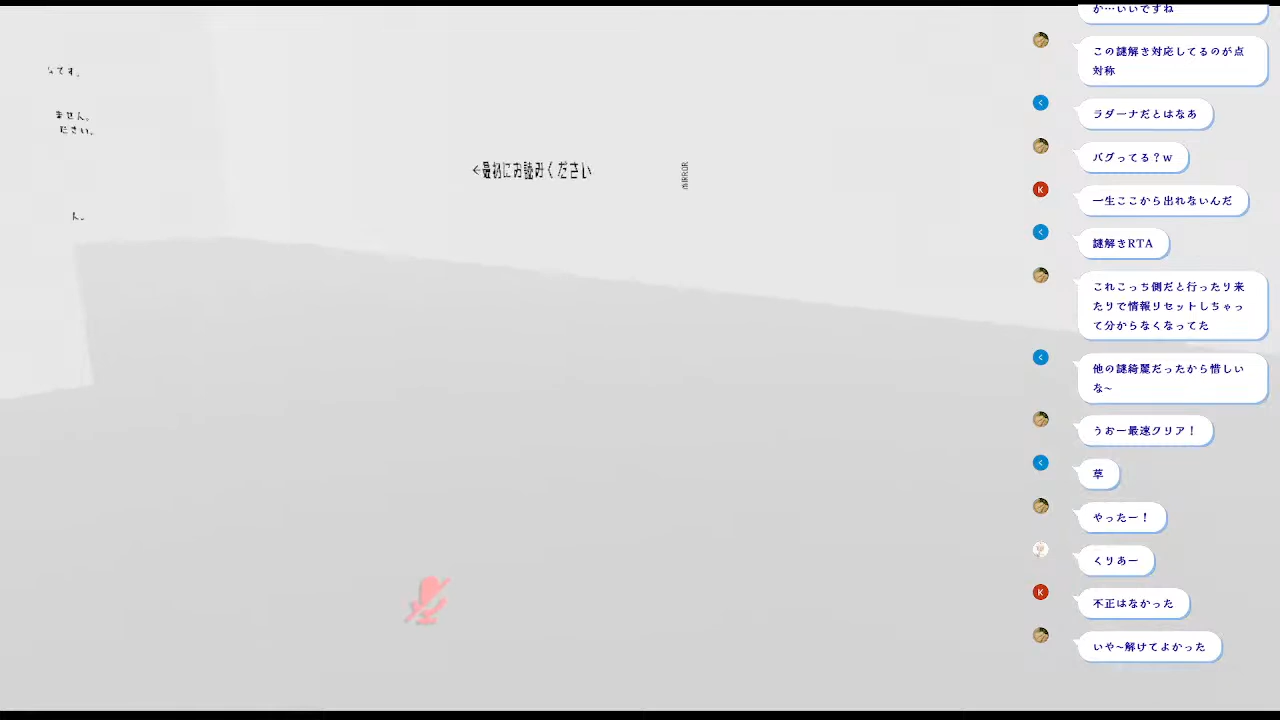 です。
ません。
ださい。
ん。
←最初にお読みください
MIRROR
か…いいですね
この謎解き対応してるのが点
対称
ラダーナだとはなあ
バグってる？w
K
一生ここから出れないんだ
謎解きRTA
これこっち側だと行ったり来
たりで情報リセットしちゃっ
て分からなくなってた
く
他の謎綺麗だったから惜しい
な~
うおー最速クリア！
く
草
やったー！
くりあー
K
不正はなかった
いや~解けてよかった